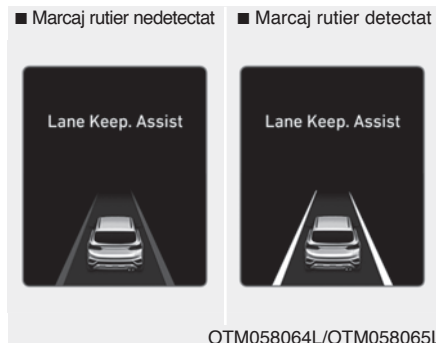 ■ Marcaj rutier nedetectat
■ Marcaj rutier detectat
Lane Keep. Assist
Lane Keep. Assist
OTM058064L/OTM058065L